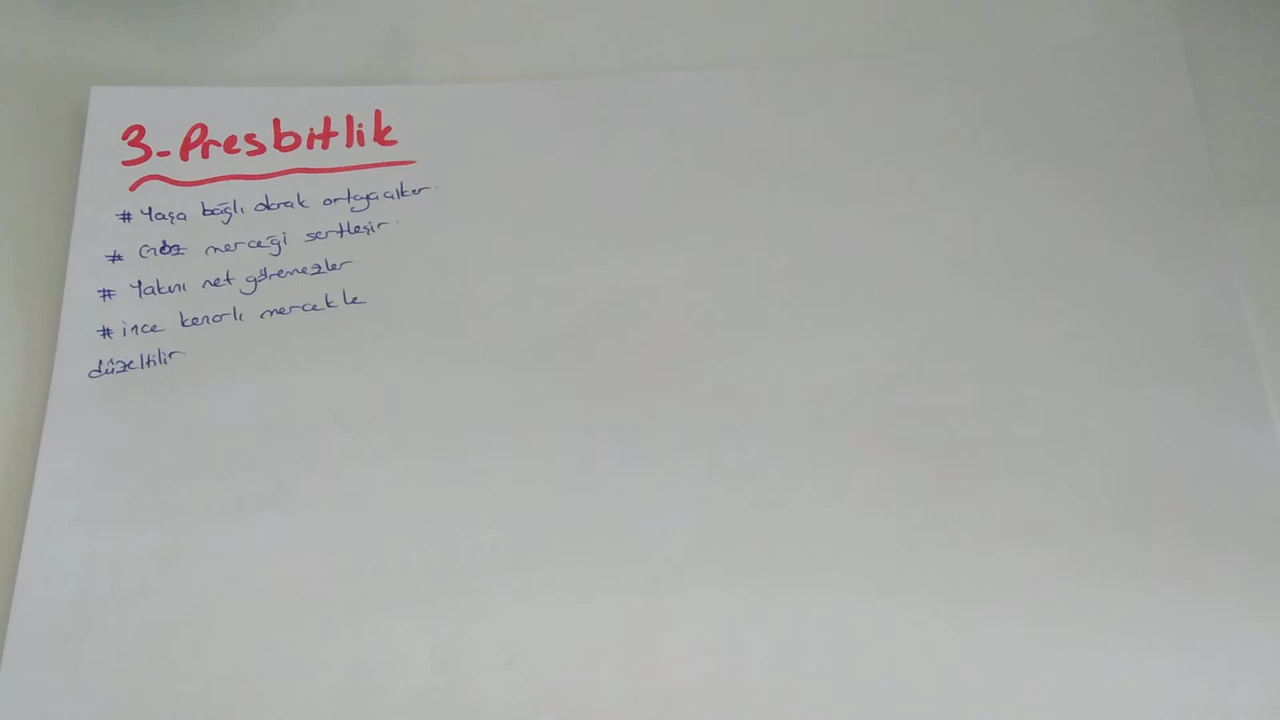 3-Presbitlik
# Yaşa bağlı olarak ortaya çıkar.
# Göz merceği sertleşir.
# Yakını net göremezler
# ince kenarlı mercekle
düzeltilir